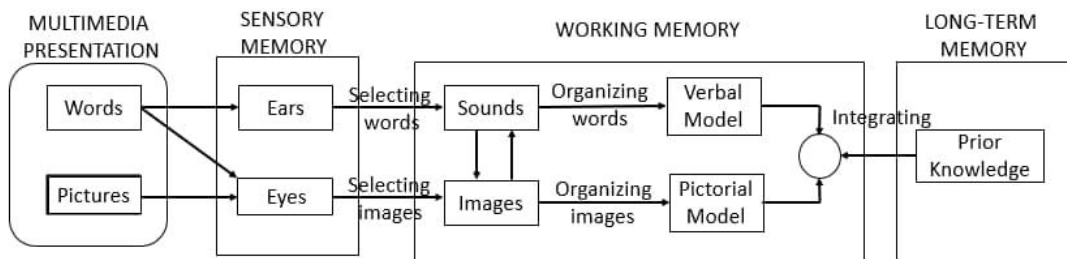 MULTIMEDIA
PRESENTATION
SENSORY
MEMORY
WORKING MEMORY
LONG-TERM
MEMORY
Words
Ears
Selecting
words
Sounds
Organizing
words
Verbal
Model
Integrating
Prior
Knowledge
Pictures
Eyes
Selecting
images
Images
Organizing
images
Pictorial
Model